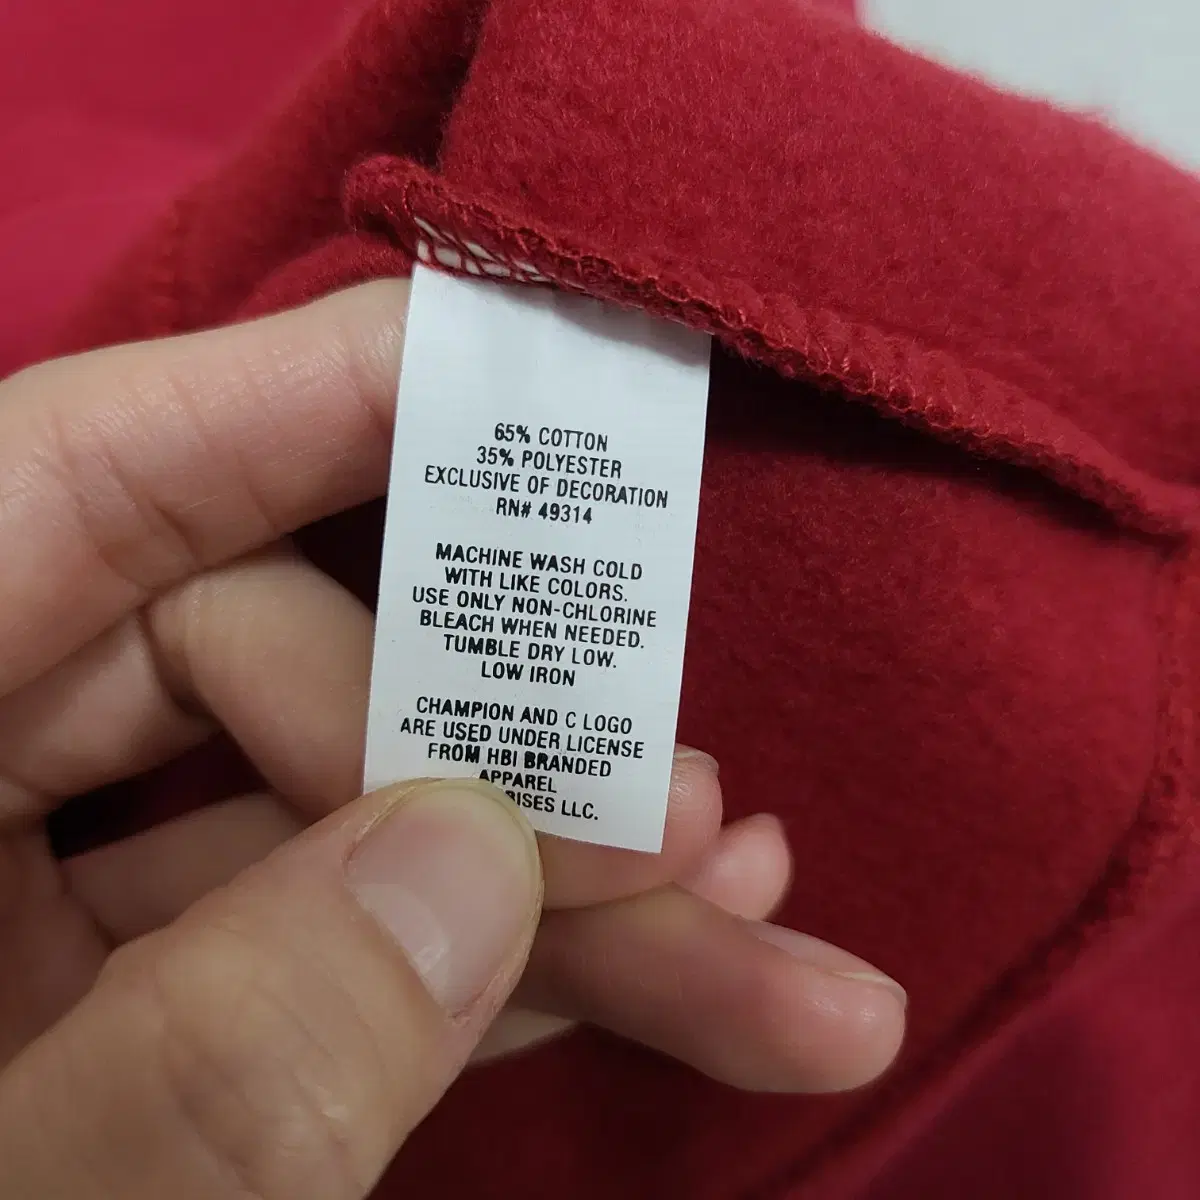 65% COTTON
35% POLYESTER
EXCLUSIVE OF DECORATION
RN# 49314
MACHINE WASH COLD
WITH LIKE COLORS.
USE ONLY NON-CHLORINE
BLEACH WHEN NEEDED.
TUMBLE DRY LOW.
LOW IRON
CHAMPION AND C LOGO
ARE USED UNDER LICENSE
FROM HBI BRANDED
APPAREL
LLC.